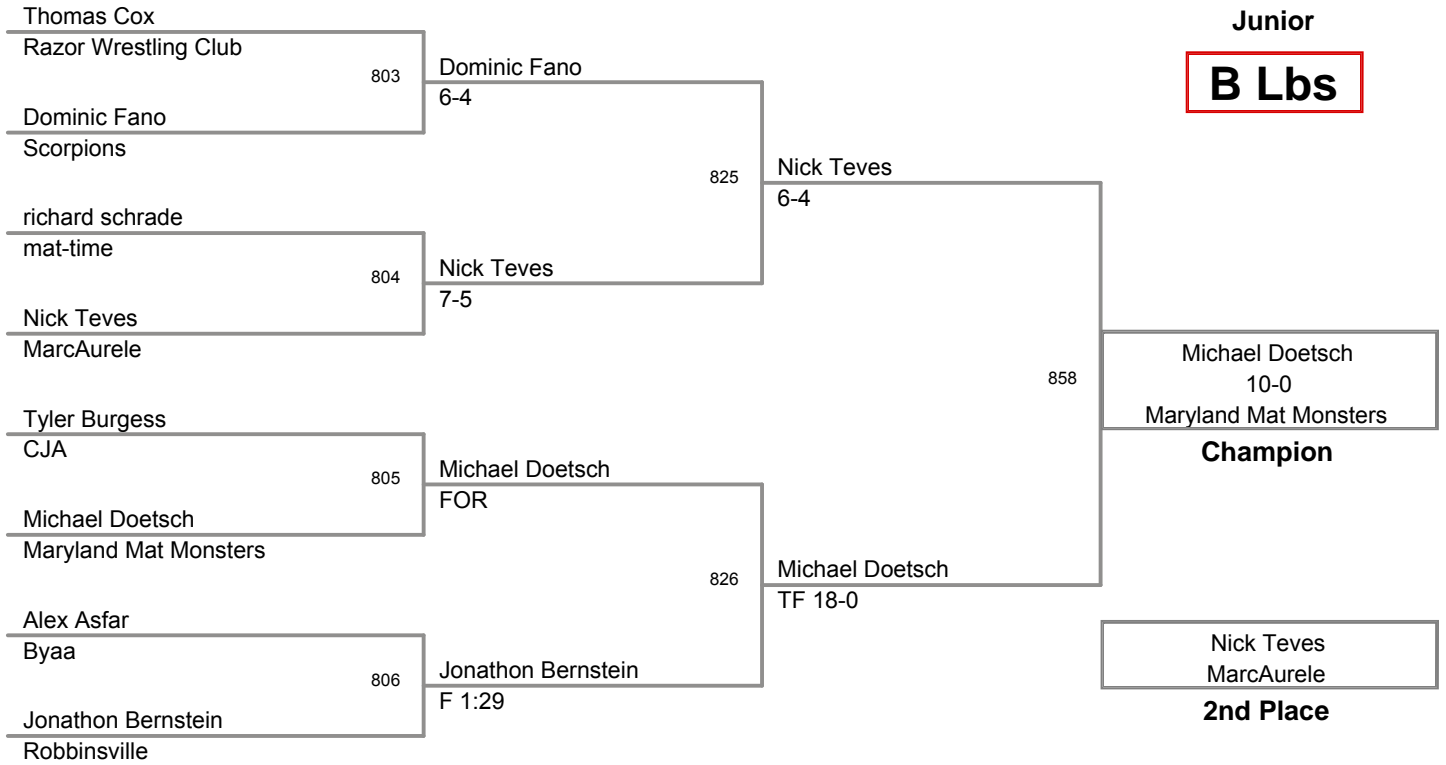 Thomas Cox
Razor Wrestling Club
803
Dominic Fano
Scorpions
Dominic Fano
6-4
richard schrade
mat-time
804
Nick Teves
MarcAurele
Nick Teves
7-5
825
Nick Teves
6-4
Tyler Burgess
CJA
805
Michael Doetsch
Maryland Mat Monsters
Michael Doetsch
FOR
Alex Asfar
Byaa
806
Jonathon Bernstein
Robbinsville
Jonathon Bernstein
F 1:29
826
Michael Doetsch
TF 18-0
858
Junior
B Lbs
Michael Doetsch
10-0
Maryland Mat Monsters
Champion
Nick Teves
MarcAurele
2nd Place